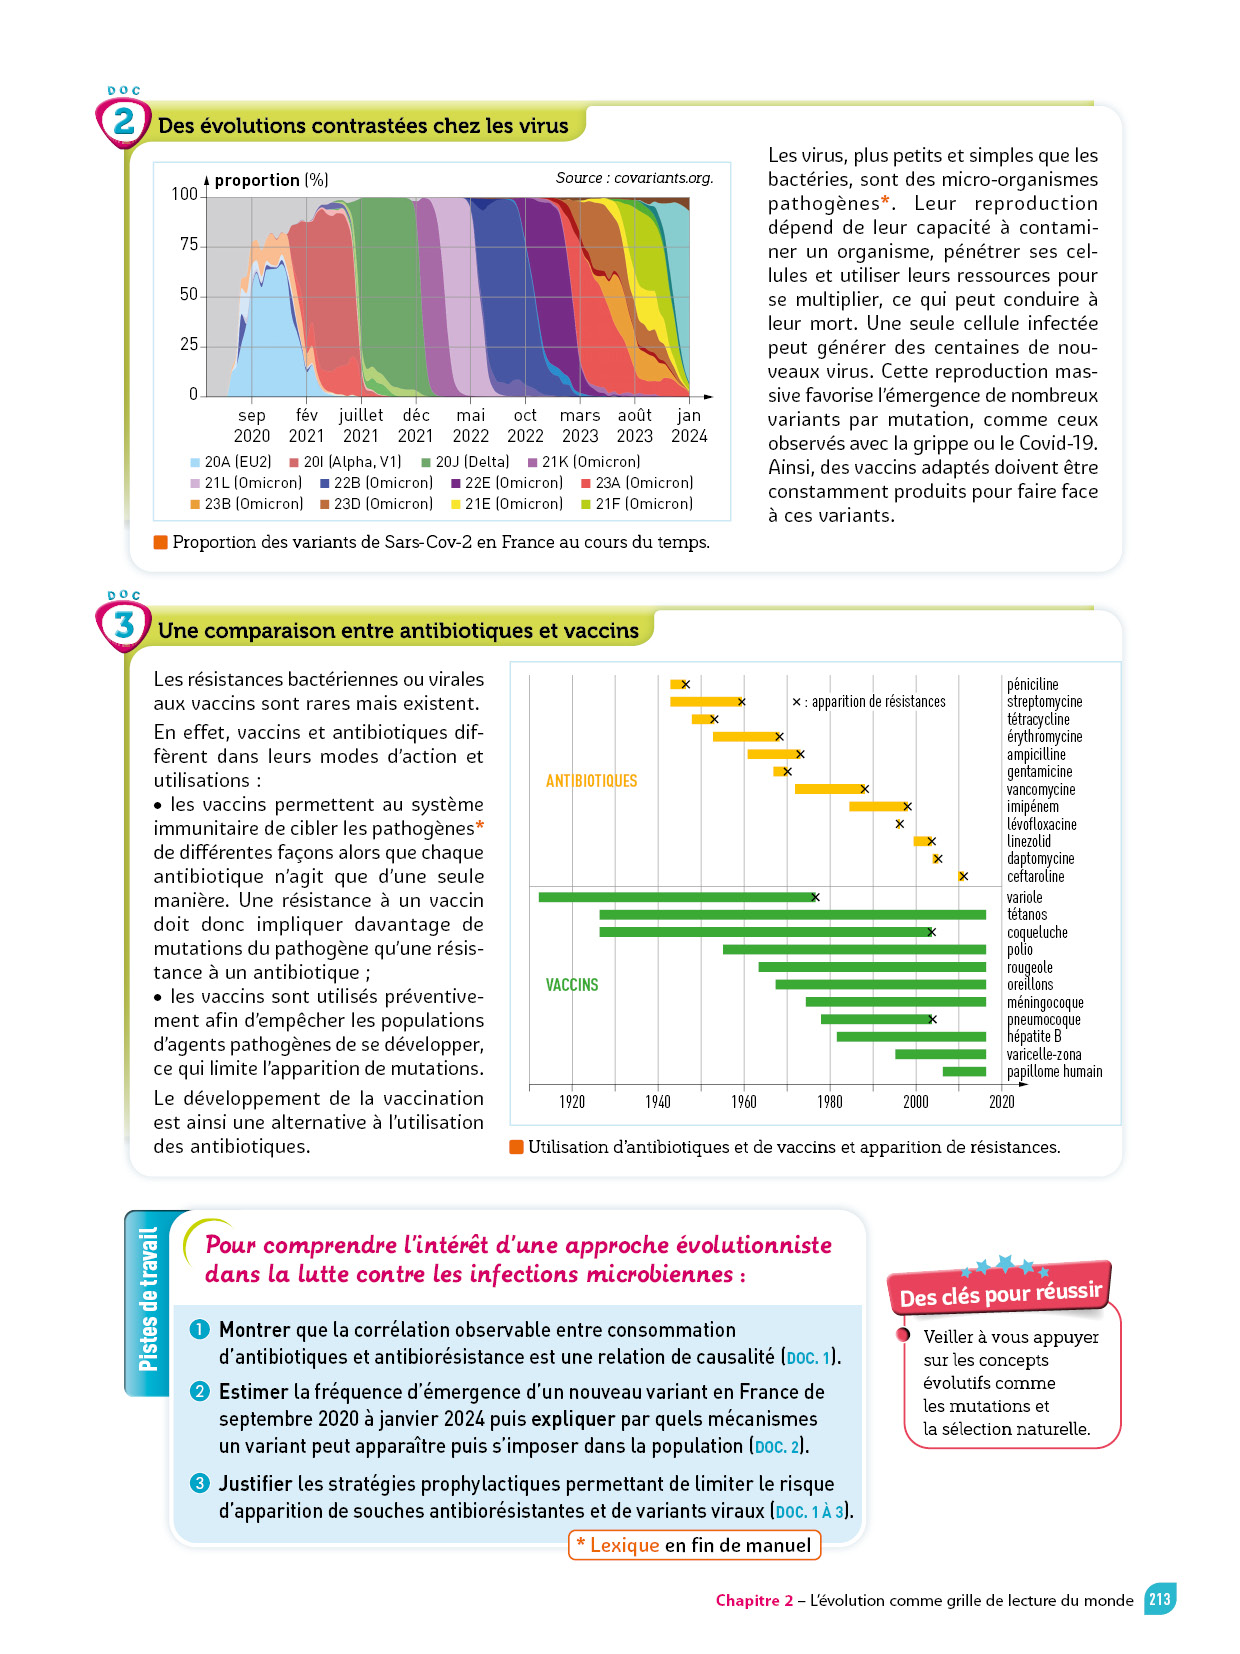 DOC
2
Des évolutions contrastées chez les virus
proportion (%)
Source : covariants.org.
100
75
50
25
0
sep fév juillet déc mai oct mars août jan
2020 2021 2021 2021 2022 2022 2023 2023 2024
20A (EU2) 20I (Alpha, V1) 20J (Delta) 21K (Omicron)
21L (Omicron) 22B (Omicron) 22E (Omicron) 23A (Omicron)
23B (Omicron) 23D (Omicron) 21E (Omicron) 21F (Omicron)
Proportion des variants de Sars-Cov-2 en France au cours du temps.
Les virus, plus petits et simples que les
bactéries, sont des micro-organismes
pathogènes*. Leur reproduction
dépend de leur capacité à contami-
ner un organisme, pénétrer ses cel-
lules et utiliser leurs ressources pour
se multiplier, ce qui peut conduire à
leur mort. Une seule cellule infectée
peut générer des centaines de nou-
veaux virus. Cette reproduction mas-
sive favorise l'émergence de nombreux
variants par mutation, comme ceux
observés avec la grippe ou le Covid-19.
Ainsi, des vaccins adaptés doivent être
constamment produits pour faire face
à ces variants.
DOC
3
Une comparaison entre antibiotiques et vaccins
Les résistances bactériennes ou virales
aux vaccins sont rares mais existent.
En effet, vaccins et antibiotiques dif-
fèrent dans leurs modes d'action et
utilisations :
• les vaccins permettent au système
immunitaire de cibler les pathogènes*
de différentes façons alors que chaque
antibiotique n'agit que d'une seule
manière. Une résistance à un vaccin
doit donc impliquer davantage de
mutations du pathogène qu'une résis-
tance à un antibiotique ;
• les vaccins sont utilisés préventive-
ment afin d'empêcher les populations
d'agents pathogènes de se développer,
ce qui limite l'apparition de mutations.
Le développement de la vaccination
est ainsi une alternative à l'utilisation
des antibiotiques.
× : apparition de résistances
ANTIBIOTIQUES
VACCINS
péniciline
streptomycine
tétracycline
érythromycine
ampicilline
gentamicine
vancomycine
imipénem
lévofloxacine
linezolid
daptomycine
ceftaroline
variole
tétanos
coqueluche
polio
rougeole
oreillons
méningocoque
pneumocoque
hépatite B
varicelle-zona
papillome humain
1920 1940 1960 1980 2000 2020
Utilisation d'antibiotiques et de vaccins et apparition de résistances.
Pistes de travail
Pour comprendre l'intérêt d'une approche évolutionniste
dans la lutte contre les infections microbiennes :
1 Montrer que la corrélation observable entre consommation
d'antibiotiques et antibiorésistance est une relation de causalité (DOC. 1).
2 Estimer la fréquence d'émergence d'un nouveau variant en France de
septembre 2020 à janvier 2024 puis expliquer par quels mécanismes
un variant peut apparaître puis s'imposer dans la population (DOC. 2).
3 Justifier les stratégies prophylactiques permettant de limiter le risque
d'apparition de souches antibiorésistantes et de variants viraux (DOC. 1 À 3).
* Lexique en fin de manuel
Des clés pour réussir
Veiller à vous appuyer
sur les concepts
évolutifs comme
les mutations et
la sélection naturelle.
Chapitre 2 – L'évolution comme grille de lecture du monde 213